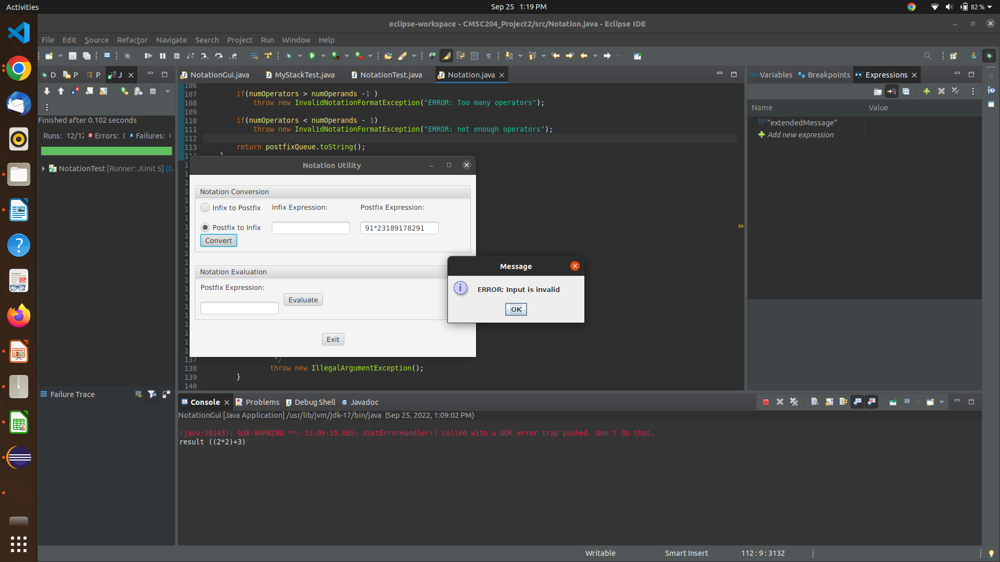 Activities
Sep 25 1:19 PM
82 %
eclipse-workspace - CMSC204_Project2/src/Notation.java - Eclipse IDE
File Edit Source Refactor Navigate Search Project Run Window Help
D P P J
NotationGui.java MyStackTest.java NotationTest.java Notation.java
Variables Breakpoints Expressions
Finished after 0.102 seconds
Runs: 12/12 Errors: 0 Failures:
NotationTest [Runner: JUnit 5] (0.
Failure Trace
106
107 if(numOperators > numOperands -1 )
108 throw new InvalidNotationFormatException("ERROR: Too many operators");
109
110 if(numOperators < numOperands - 1)
111 throw new InvalidNotationFormatException("ERROR: not enough operators");
112
113 return postfixQueue.toString();
114
Notation Utility
Notation Conversion
Infix to Postfix Infix Expression: Postfix Expression:
Postfix to Infix 91*23189178291
Convert
Notation Evaluation
Postfix Expression:
Evaluate
Exit
Message
ERROR: Input is invalid
OK
137 */
138 throw new IllegalArgumentException();
139 }
140
Name Value
"extendedMessage"
Add new expression
Console Problems Debug Shell Javadoc
NotationGui [Java Application] /usr/lib/jvm/jdk-17/bin/java (Sep 25, 2022, 1:09:02 PM)
(java:28143): Gdk-WARNING **: 13:09:15.685: XSetErrorHandler() called with a GDK error trap pushed. Don't do that.
result ((2*2)+3)
Writable Smart Insert 112 : 9 : 3132